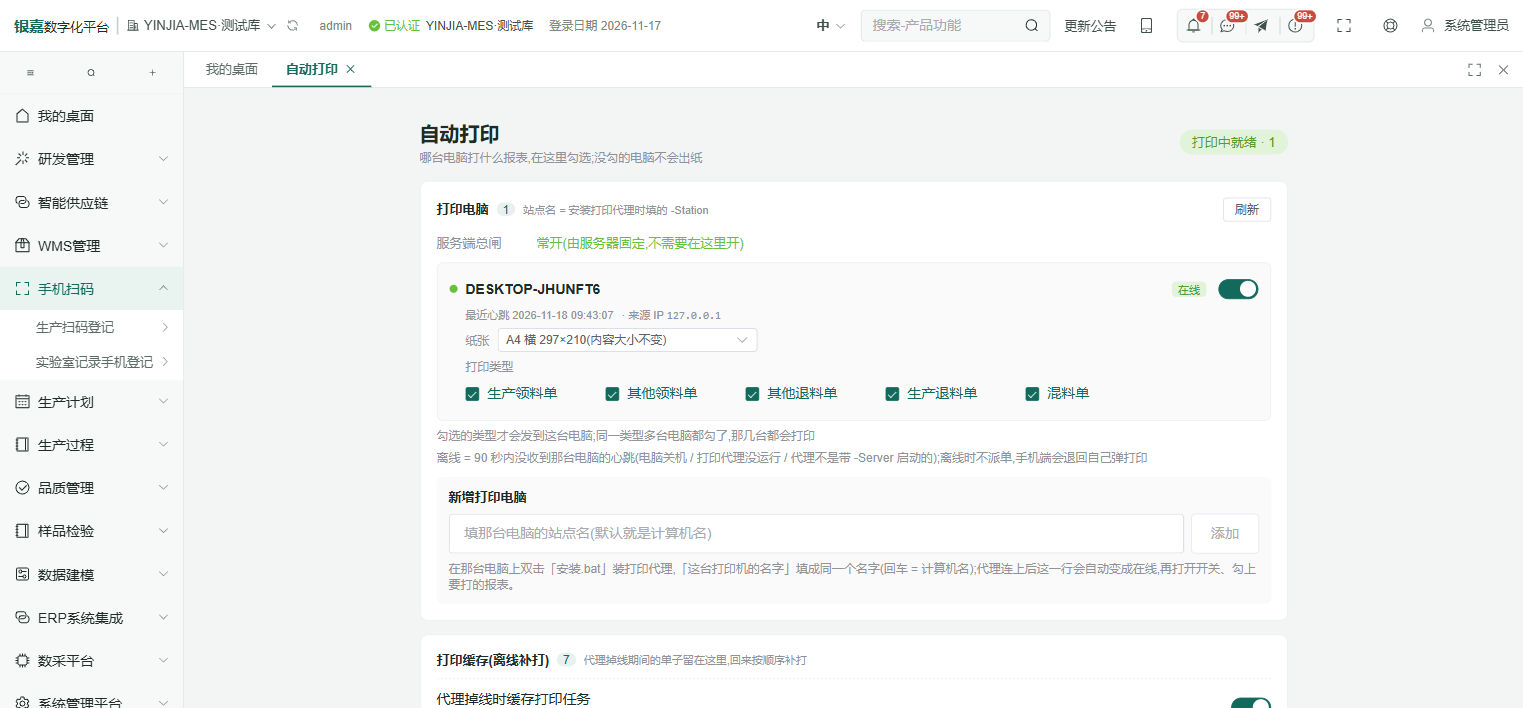 银嘉数字化平台
YINJIA-MES·测试库
admin
已认证 YINJIA-MES·测试库
登录日期 2026-11-17
中
搜索-产品功能
更新公告
7
99+
99+
系统管理员
我的桌面
自动打印
我的桌面
研发管理
智能供应链
WMS管理
手机扫码
生产扫码登记
实验室记录手机登记
生产计划
生产过程
品质管理
样品检验
数据建模
ERP系统集成
数采平台
系统管理平台
自动打印
哪台电脑打什么报表,在这里勾选;没勾的电脑不会出纸
打印中就绪 · 1
打印电脑 1 站点名 = 安装打印代理时填的 -Station
刷新
服务端总闸 常开(由服务器固定,不需要在这里开)
DESKTOP-JHUNFT6
在线
最近心跳 2026-11-18 09:43:07 · 来源 IP 127.0.0.1
纸张 A4 横 297×210(内容大小不变)
打印类型
生产领料单 其他领料单 其他退料单 生产退料单 混料单
勾选的类型才会发到这台电脑;同一类型多台电脑都勾了,那几台都会打印
离线 = 90 秒内没收到那台电脑的心跳(电脑关机 / 打印代理没运行 / 代理不是带 -Server 启动的);离线时不派单,手机端会退回自己弹打印
新增打印电脑
填那台电脑的站点名(默认就是计算机名)
添加
在那台电脑上双击「安装.bat」装打印代理,「这台打印机的名字」填成同一个名字(回车 = 计算机名);代理连上后这一行会自动变成在线,再打开开关、勾上
要打的报表。
打印缓存(离线补打) 7 代理掉线期间的单子留在这里,回来按顺序补打
代理掉线时缓存打印任务